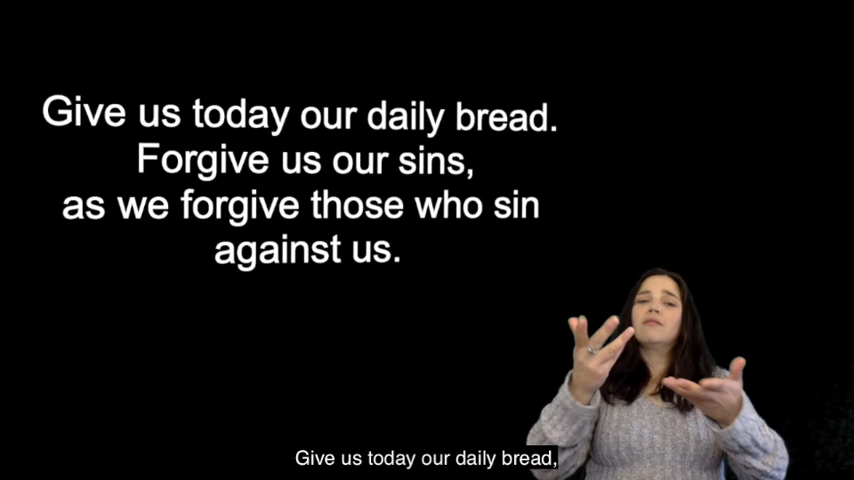 Give us today our daily bread.
Forgive us our sins,
as we forgive those who sin
against us.
Give us today our daily bread,